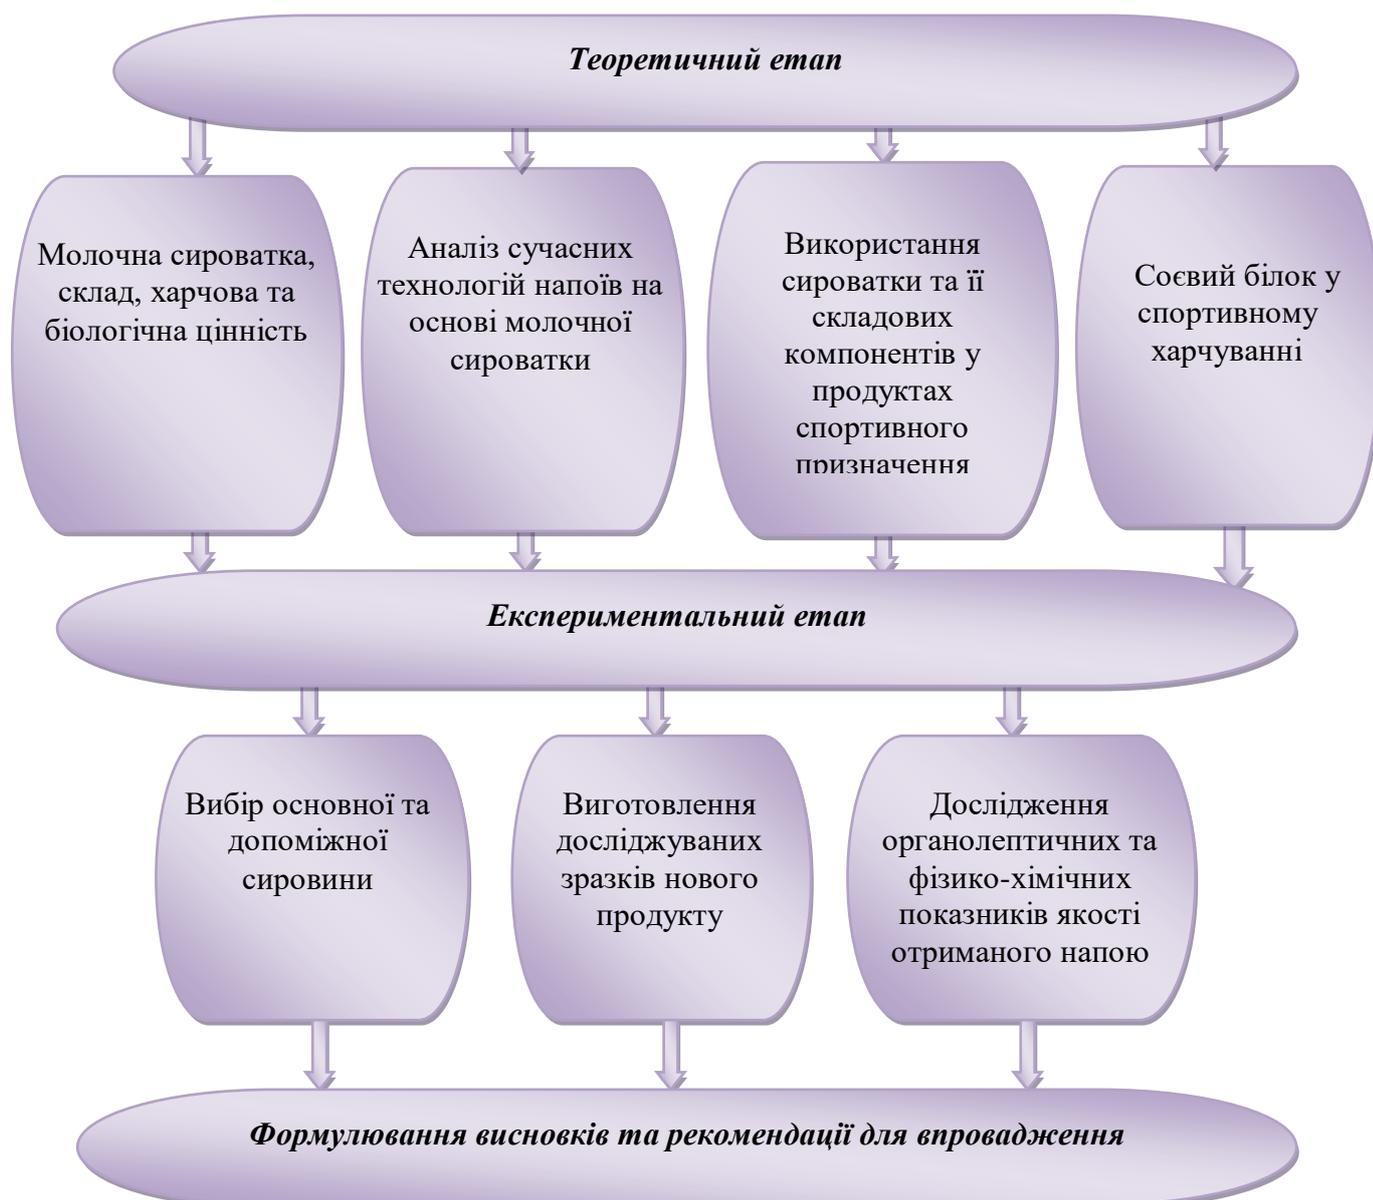 Теоретичний етап
Молочна сироватка,
склад, харчова та
біологічна цінність
Аналіз сучасних
технологій напоїв на
основі молочної
сироватки
Використання
сироватки та її
складових
компонентів у
продуктах
спортивного
призначення
Соєвий білок у
спортивному
харчуванні
Експериментальний етап
Вибір основної та
допоміжної
сировини
Виготовлення
досліджуваних
зразків нового
продукту
Дослідження
органолептичних та
фізико-хімічних
показників якості
отриманого напою
Формулювання висновків та рекомендації для впровадження